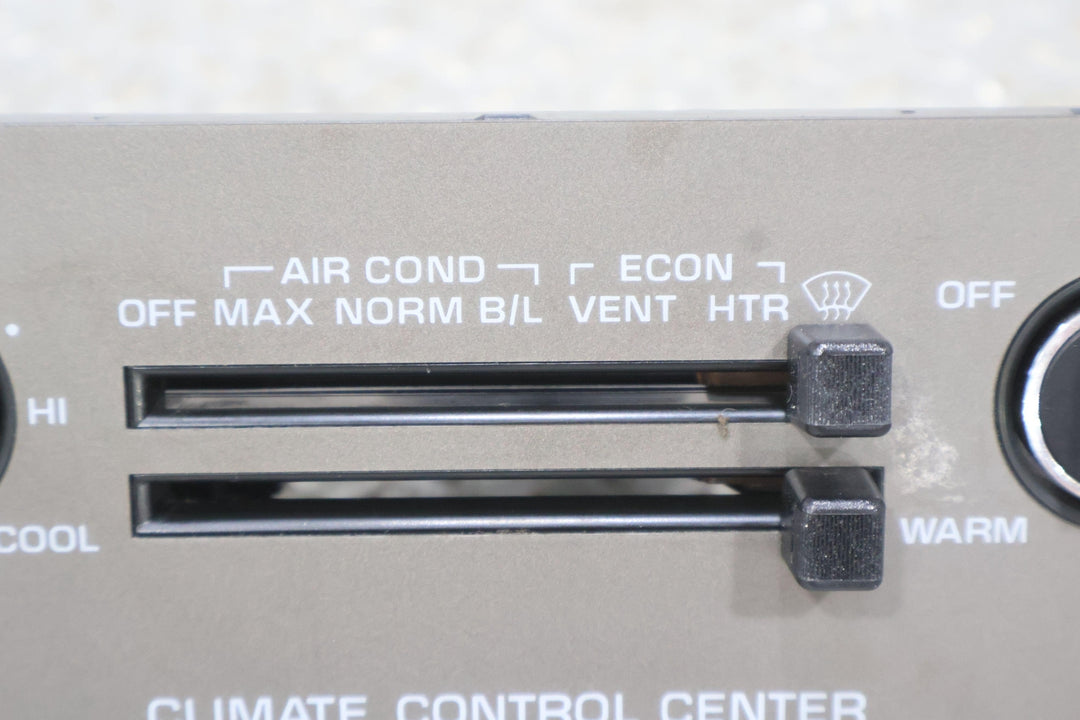 AIR COND ECON
OFF MAX NORM B/L VENT HTR OFF
HI
COOL WARM
CLIMATE CONTROL CENTER